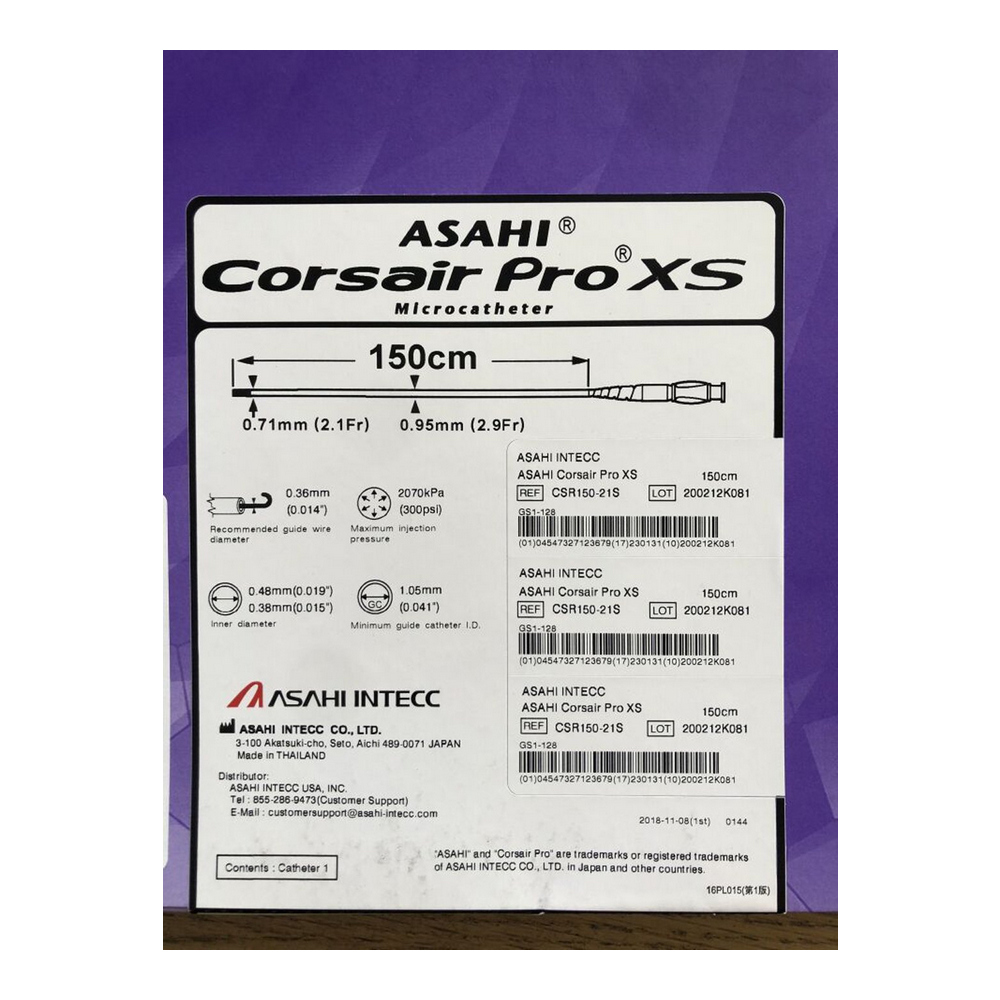 ASAHI®
Corsair Pro® XS
Microcatheter
150cm
0.71mm (2.1Fr)
0.95mm (2.9Fr)
0.36mm
(0.014")
Recommended guide wire
diameter
2070kPa
(300psi)
Maximum injection
pressure
0.48mm(0.019")
0.38mm(0.015")
Inner diameter
GC
1.05mm
(0.041")
Minimum guide catheter I.D.
ASAHI INTECC
ASAHI Corsair Pro XS 150cm
REF CSR150-21S LOT 200212K081
GS1-128
(01)04547327123679(17)230131(10)200212K081
ASAHI INTECC
ASAHI Corsair Pro XS 150cm
REF CSR150-21S LOT 200212K081
GS1-128
(01)04547327123679(17)230131(10)200212K081
ASAHI INTECC
ASAHI Corsair Pro XS 150cm
REF CSR150-21S LOT 200212K081
GS1-128
(01)04547327123679(17)230131(10)200212K081
ASAHI INTECC
ASAHI INTECC CO., LTD.
3-100 Akatsuki-cho, Seto, Aichi 489-0071 JAPAN
Made in THAILAND
Distributor:
ASAHI INTECC USA, INC.
Tel : 855-286-9473(Customer Support)
E-Mail : customersupport@asahi-intecc.com
2018-11-08(1st) 0144
Contents : Catheter 1
"ASAHI" and "Corsair Pro" are trademarks or registered trademarks
of ASAHI INTECC CO., LTD. in Japan and other countries.
16PL015(第1版)